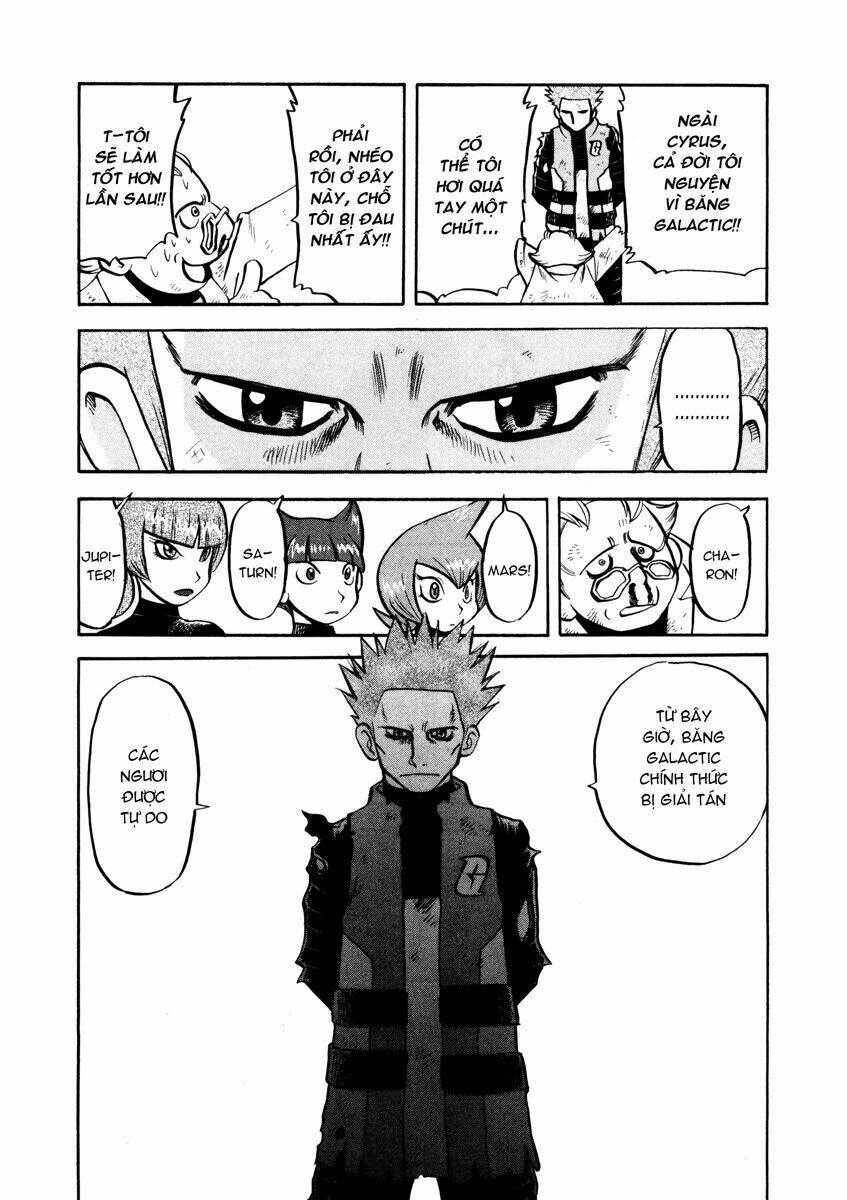 NGÀI
CYRUS,
CẢ ĐỜI TÔI
NGUYỆN
VÌ BĂNG
GALACTIC!!
CÓ
THỂ TÔI
HƠI QUÁ
TAY MỘT
CHÚT...
PHẢI
RỒI, NHÉO
TÔI Ở ĐÂY
NÀY, CHỖ
TÔI BỊ ĐAU
NHẤT ẤY!!
T-TÔI
SẼ LÀM
TỐT HƠN
LẦN SAU!!
...........
...........
CHA-
RON!
MARS!
SA-
TURN!
JUPI-
TER!
TỪ BÂY
GIỜ, BĂNG
GALACTIC
CHÍNH THỨC
BỊ GIẢI TÁN
CÁC
NGƯƠI
ĐƯỢC
TỰ DO
G